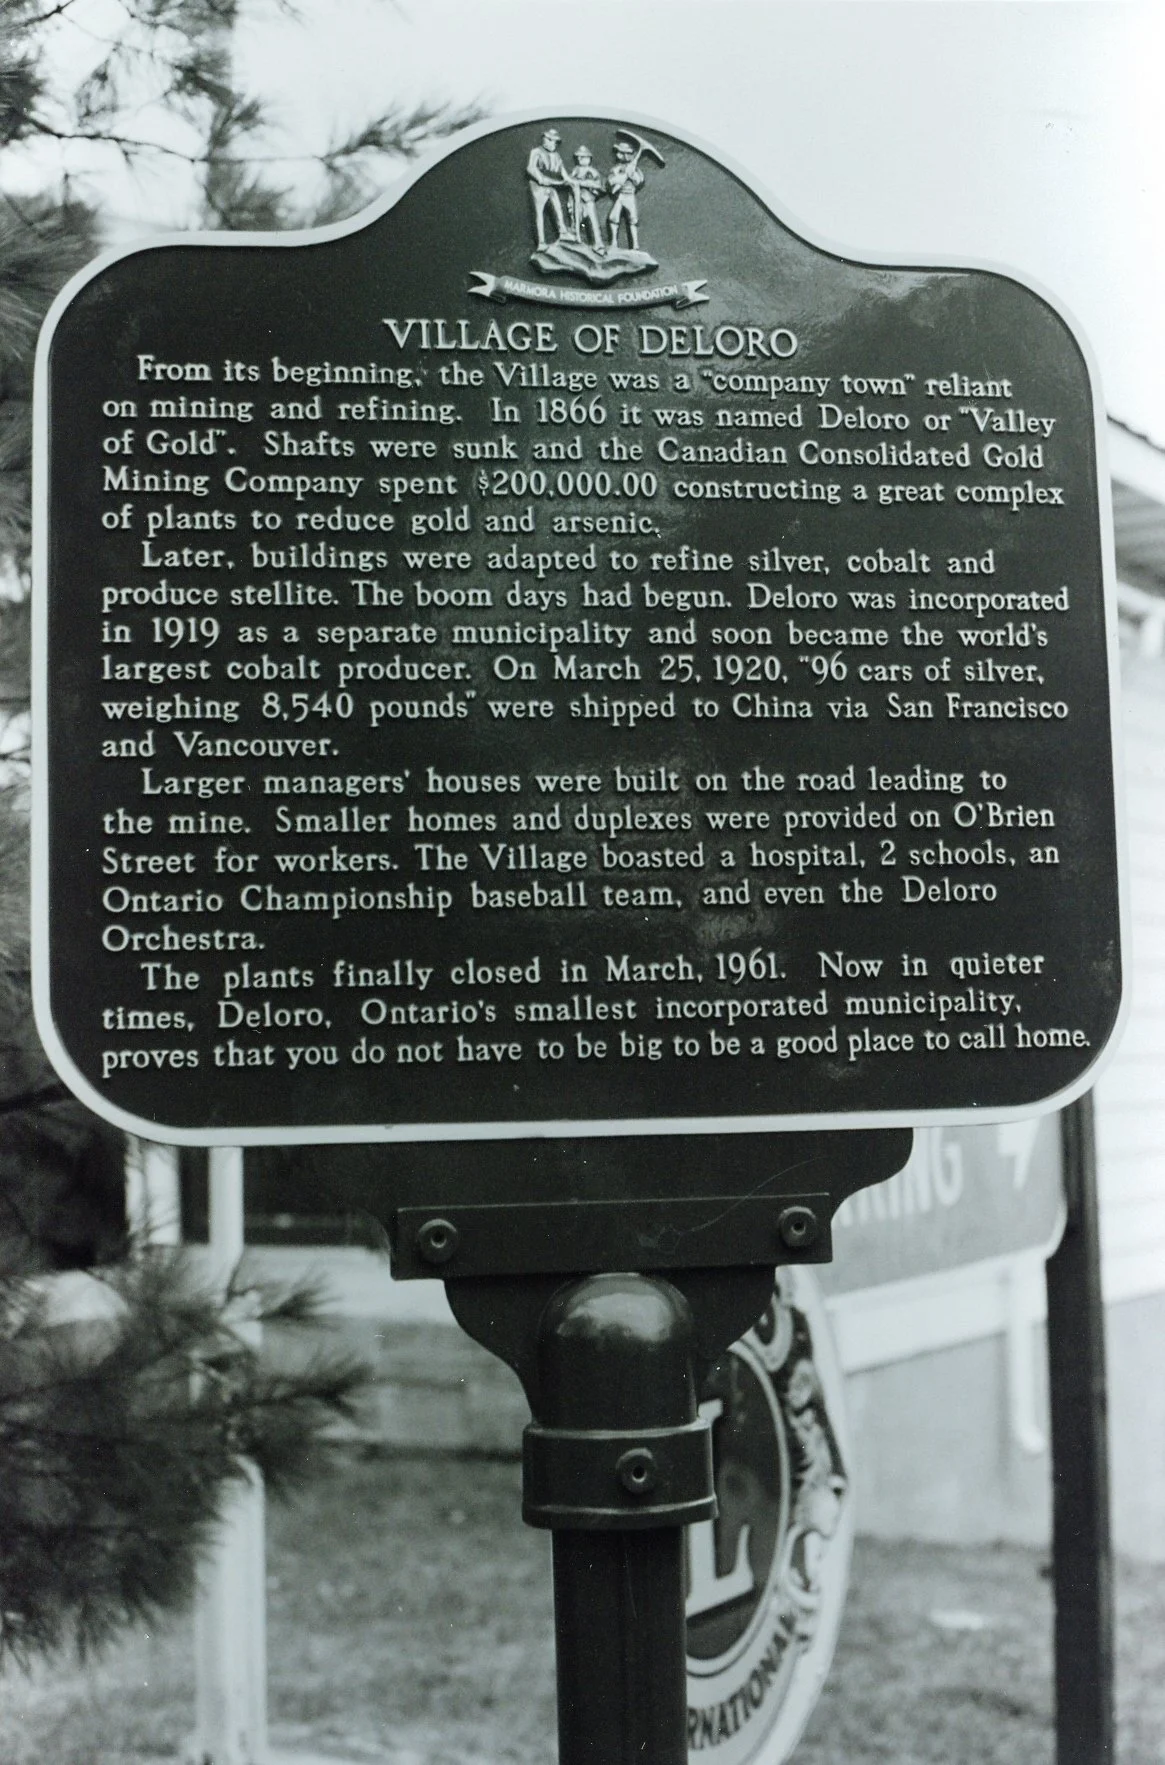 MARMORA HISTORICAL FOUNDATION
VILLAGE OF DELORO
From its beginning, the Village was a "company town" reliant
on mining and refining. In 1866 it was named Deloro or "Valley
of Gold". Shafts were sunk and the Canadian Consolidated Gold
Mining Company spent $200,000.00 constructing a great complex
of plants to reduce gold and arsenic.
Later, buildings were adapted to refine silver, cobalt and
produce stellite. The boom days had begun. Deloro was incorporated
in 1919 as a separate municipality and soon became the world's
largest cobalt producer. On March 25, 1920, "96 cars of silver,
weighing 8,540 pounds" were shipped to China via San Francisco
and Vancouver.
Larger managers' houses were built on the road leading to
the mine. Smaller homes and duplexes were provided on O'Brien
Street for workers. The Village boasted a hospital, 2 schools, an
Ontario Championship baseball team, and even the Deloro
Orchestra.
The plants finally closed in March, 1961. Now in quieter
times, Deloro, Ontario's smallest incorporated municipality,
proves that you do not have to be big to be a good place to call home.
L
RNATIONAL